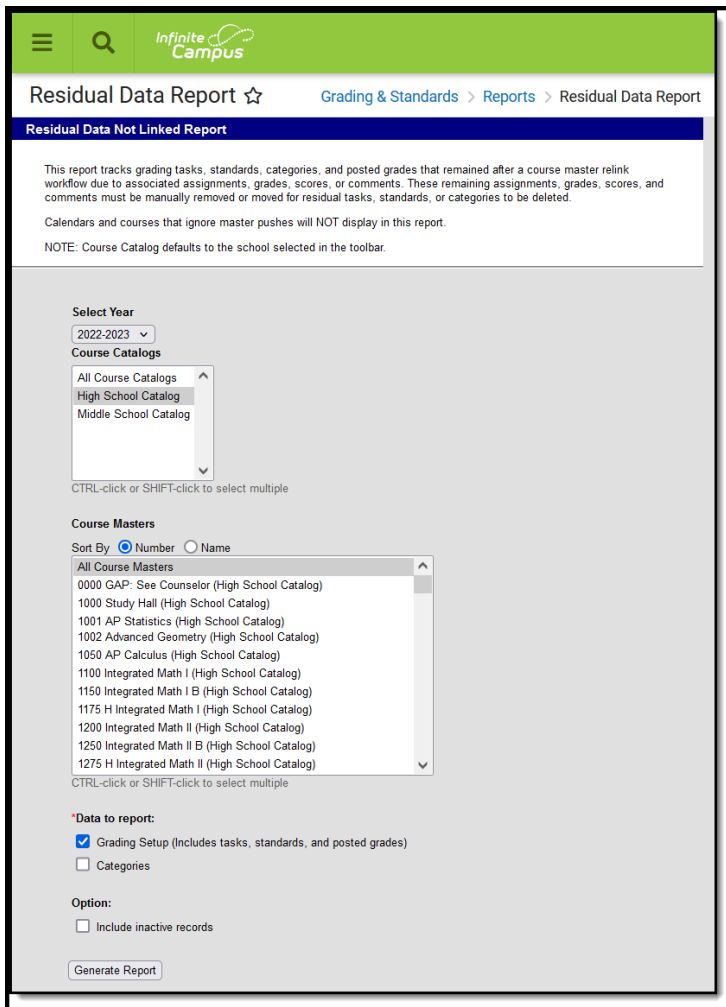 Infinite
Campus
Residual Data Report
Grading & Standards > Reports > Residual Data Report
Residual Data Not Linked Report
This report tracks grading tasks, standards, categories, and posted grades that remained after a course master relink
workflow due to associated assignments, grades, scores, or comments. These remaining assignments, grades, scores, and
comments must be manually removed or moved for residual tasks, standards, or categories to be deleted.
Calendars and courses that ignore master pushes will NOT display in this report.
NOTE: Course Catalog defaults to the school selected in the toolbar.
Select Year
2022-2023
Course Catalogs
All Course Catalogs
High School Catalog
Middle School Catalog
CTRL-click or SHIFT-click to select multiple
Course Masters
Sort By Number Name
All Course Masters
0000 GAP: See Counselor (High School Catalog)
1000 Study Hall (High School Catalog)
1001 AP Statistics (High School Catalog)
1002 Advanced Geometry (High School Catalog)
1050 AP Calculus (High School Catalog)
1100 Integrated Math I (High School Catalog)
1150 Integrated Math I B (High School Catalog)
1175 H Integrated Math I (High School Catalog)
1200 Integrated Math II (High School Catalog)
1250 Integrated Math II B (High School Catalog)
1275 H Integrated Math II (High School Catalog)
CTRL-click or SHIFT-click to select multiple
*Data to report:
Grading Setup (Includes tasks, standards, and posted grades)
Categories
Option:
Include inactive records
Generate Report